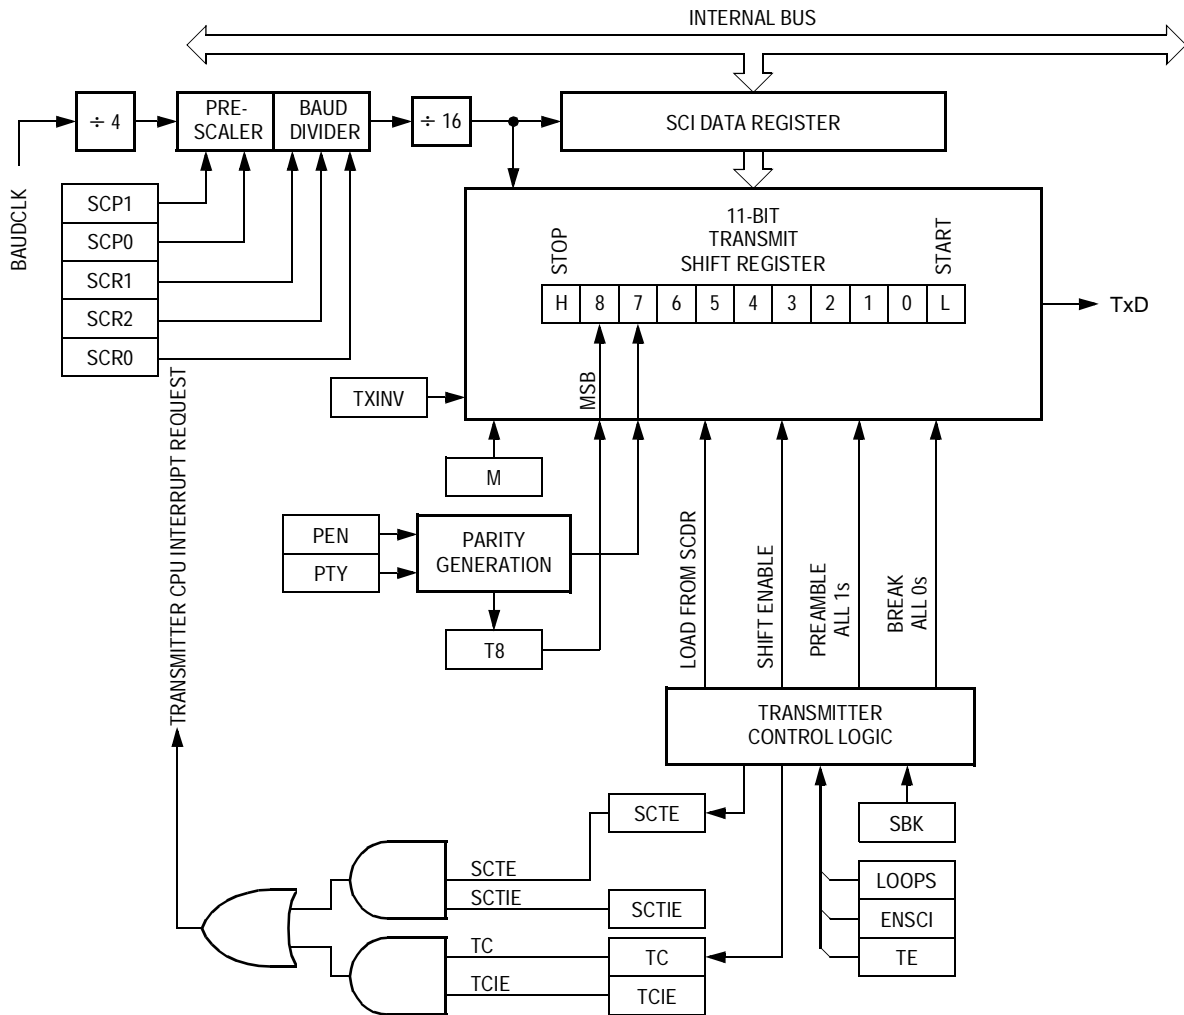 INTERNAL BUS
÷ 4
PRE-
SCALER
BAUD
DIVIDER
÷ 16
SCI DATA REGISTER
BAUDCLK
SCP1
SCP0
SCR1
SCR2
SCR0
11-BIT
TRANSMIT
SHIFT REGISTER
STOP
START
H 8 7 6 5 4 3 2 1 0 L
TxD
MSB
TXINV
M
TRANSMITTER CPU INTERRUPT REQUEST
PEN
PTY
PARITY
GENERATION
T8
LOAD FROM SCDR
SHIFT ENABLE
PREAMBLE
ALL 1s
BREAK
ALL 0s
TRANSMITTER
CONTROL LOGIC
SCTE
SBK
SCTE
SCTIE
SCTIE
LOOPS
ENSCI
TE
TC
TC
TCIE
TCIE